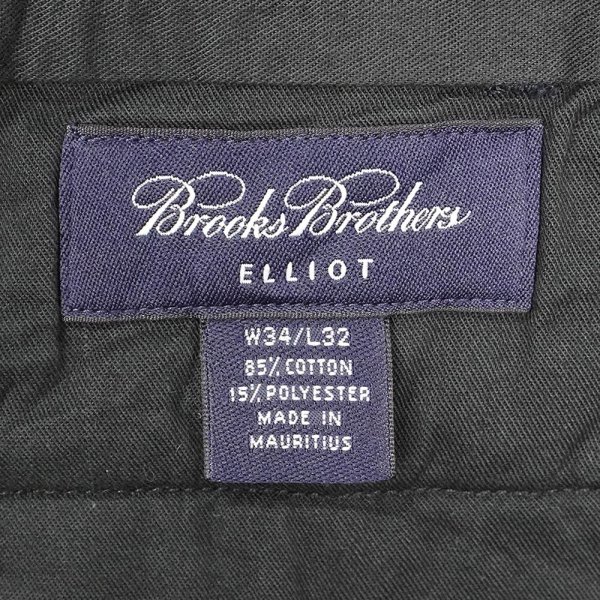 Brooks Brothers
ELLIOT
W34/L32
85% COTTON
15% POLYESTER
MADE IN
MAURITIUS